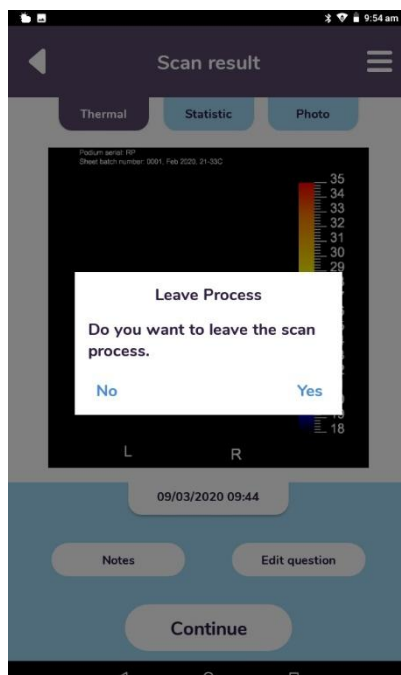 9:54 am
Scan result
Thermal
Statistic
Photo
Podium serial: RP
Sheet batch number: 0001, Feb 2020, 21-33C
35
34
33
32
31
30
29
Leave Process
Do you want to leave the scan
process.
No
Yes
18
L
R
09/03/2020 09:44
Notes
Edit question
Continue